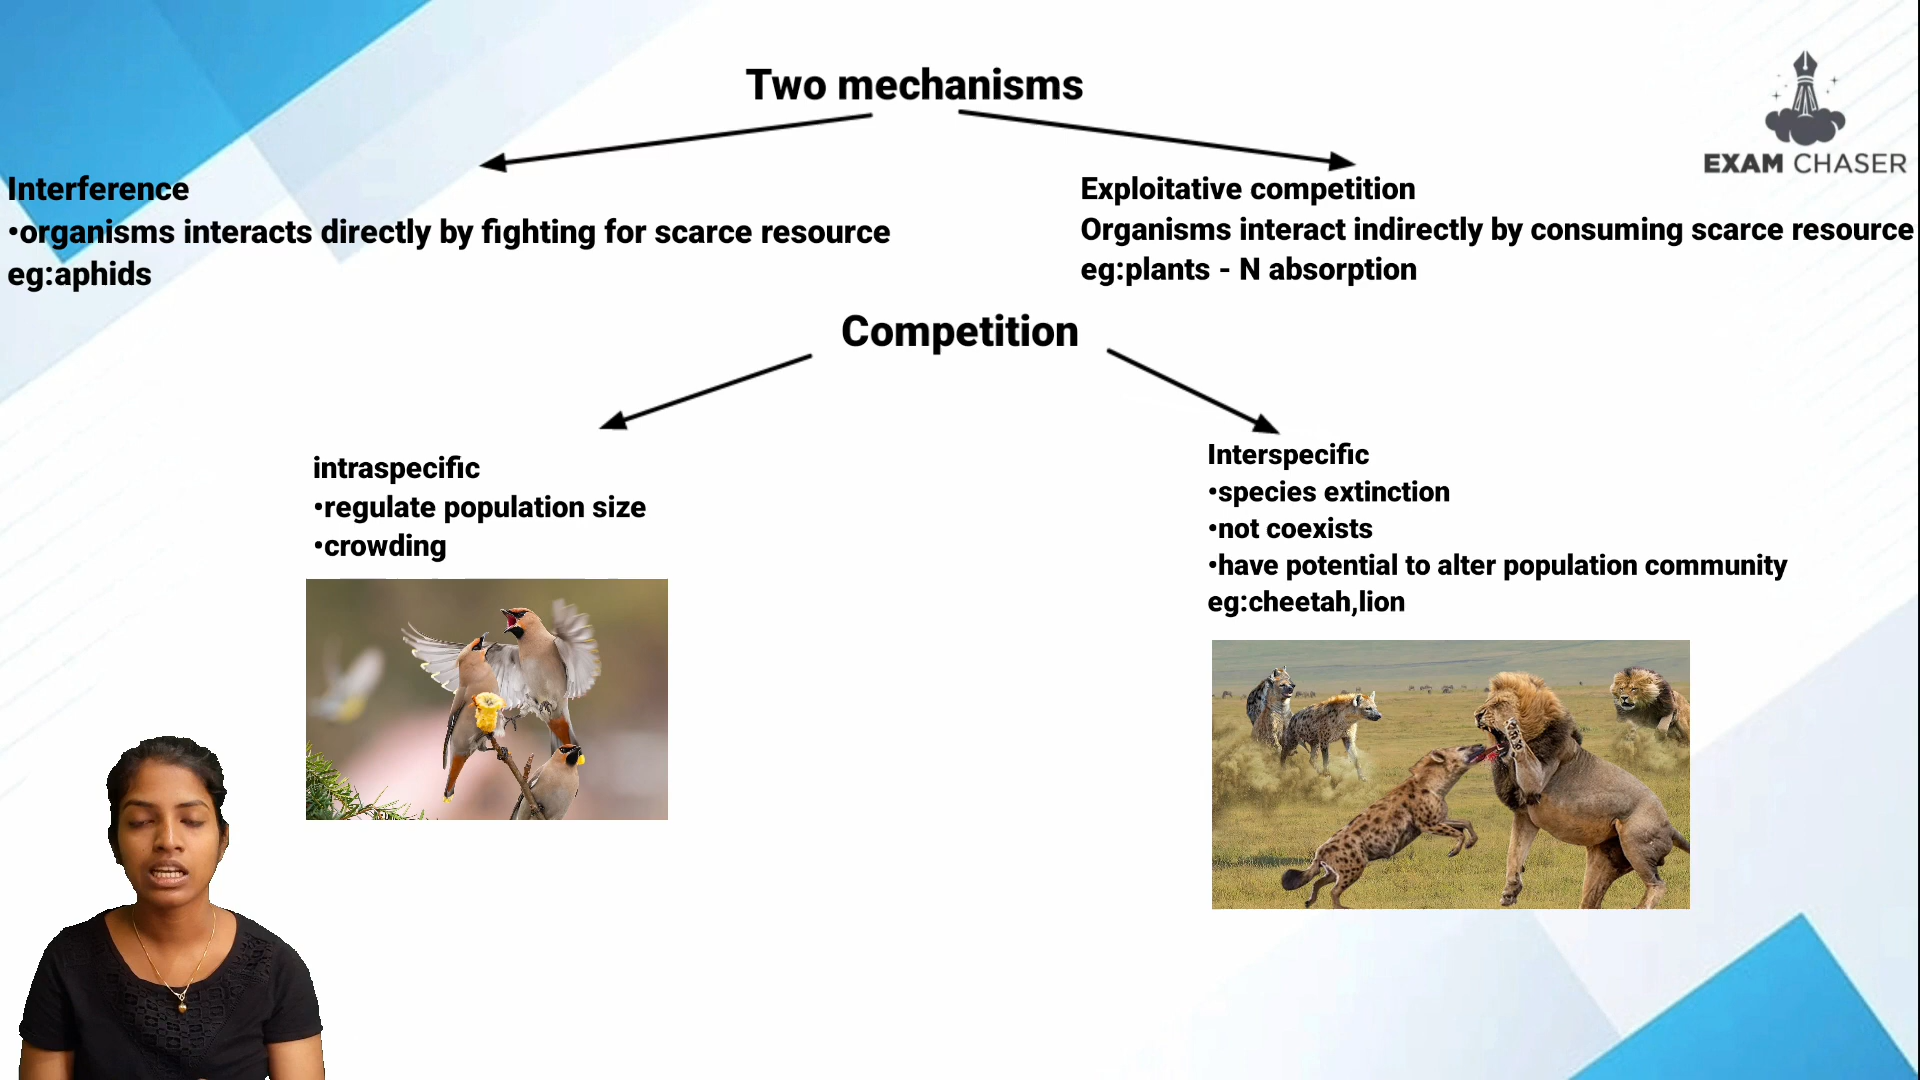 Two mechanisms
EXAM CHASER
Interference
•organisms interacts directly by fighting for scarce resource
eg:aphids
Exploitative competition
Organisms interact indirectly by consuming scarce resource
eg:plants - N absorption
Competition
intraspecific
•regulate population size
•crowding
Interspecific
•species extinction
•not coexists
•have potential to alter population community
eg:cheetah,lion